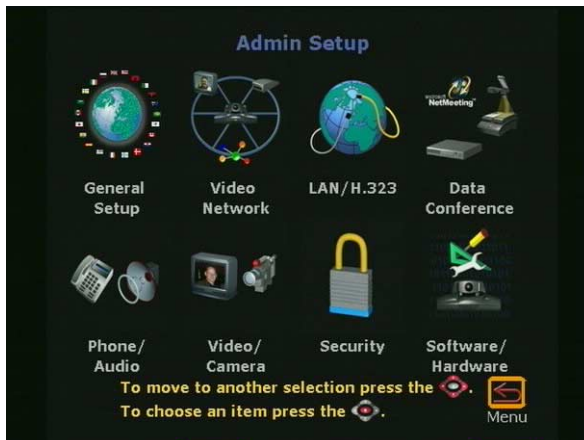 Admin Setup
Microsoft
NetMeeting
General
Setup
Video
Network
LAN/H.323
Data
Conference
Phone/
Audio
Video/
Camera
Security
Software/
Hardware
To move to another selection press the .
To choose an item press the .
Menu